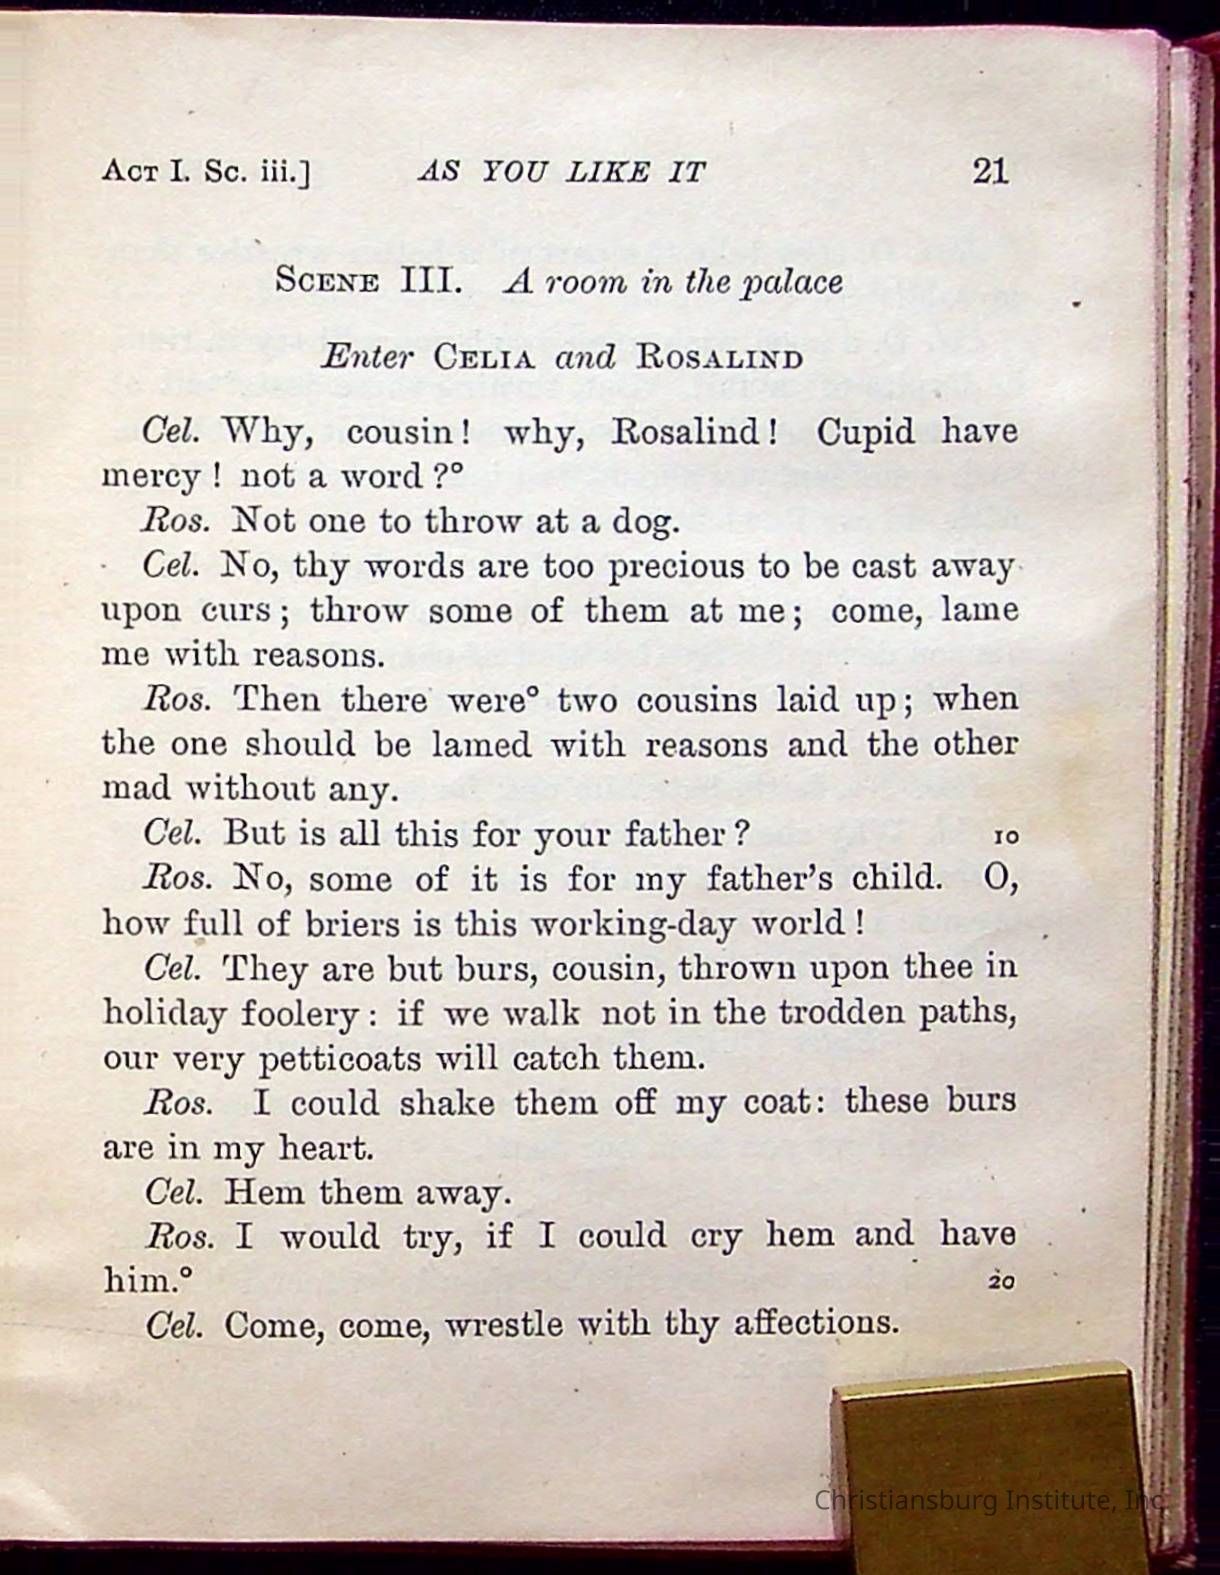 ACT I. Sc. iii.] AS YOU LIKE IT 21
SCENE III. A room in the palace
Enter CELIA and ROSALIND
Cel. Why, cousin! why, Rosalind! Cupid have
mercy! not a word?°
Ros. Not one to throw at a dog.
Cel. No, thy words are too precious to be cast away
upon curs; throw some of them at me; come, lame
me with reasons.
Ros. Then there were° two cousins laid up; when
the one should be lamed with reasons and the other
mad without any.
Cel. But is all this for your father? 10
Ros. No, some of it is for my father's child. O,
how full of briers is this working-day world!
Cel. They are but burs, cousin, thrown upon thee in
holiday foolery: if we walk not in the trodden paths,
our very petticoats will catch them.
Ros. I could shake them off my coat: these burs
are in my heart.
Cel. Hem them away.
Ros. I would try, if I could cry hem and have
him.° 20
Cel. Come, come, wrestle with thy affections.
Christiansburg Institute, Inc.